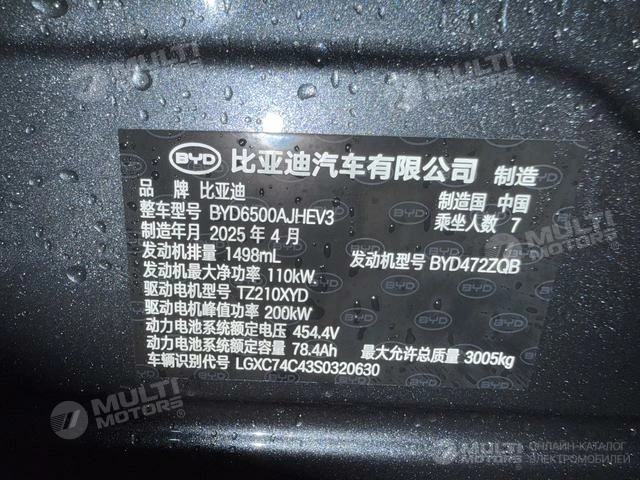 BYD 比亚迪汽车有限公司 制造
品 牌 比亚迪
制造国 中国
整车型号 BYD6500AJHEV3
乘坐人数 7
制造年月 2025 年 4 月
发动机排量 1498mL
发动机型号 BYD472ZQB
发动机最大净功率 110kW
驱动电机型号 TZ210XYD
驱动电机峰值功率 200kW
动力电池系统额定电压 454.4V
动力电池系统额定容量 78.4Ah
最大允许总质量 3005kg
车辆识别代号 LGXC74C43S0320630
MULTI MOTORS
ОНЛАЙН-КАТАЛОГ
ЭЛЕКТРОМОБИЛЕЙ